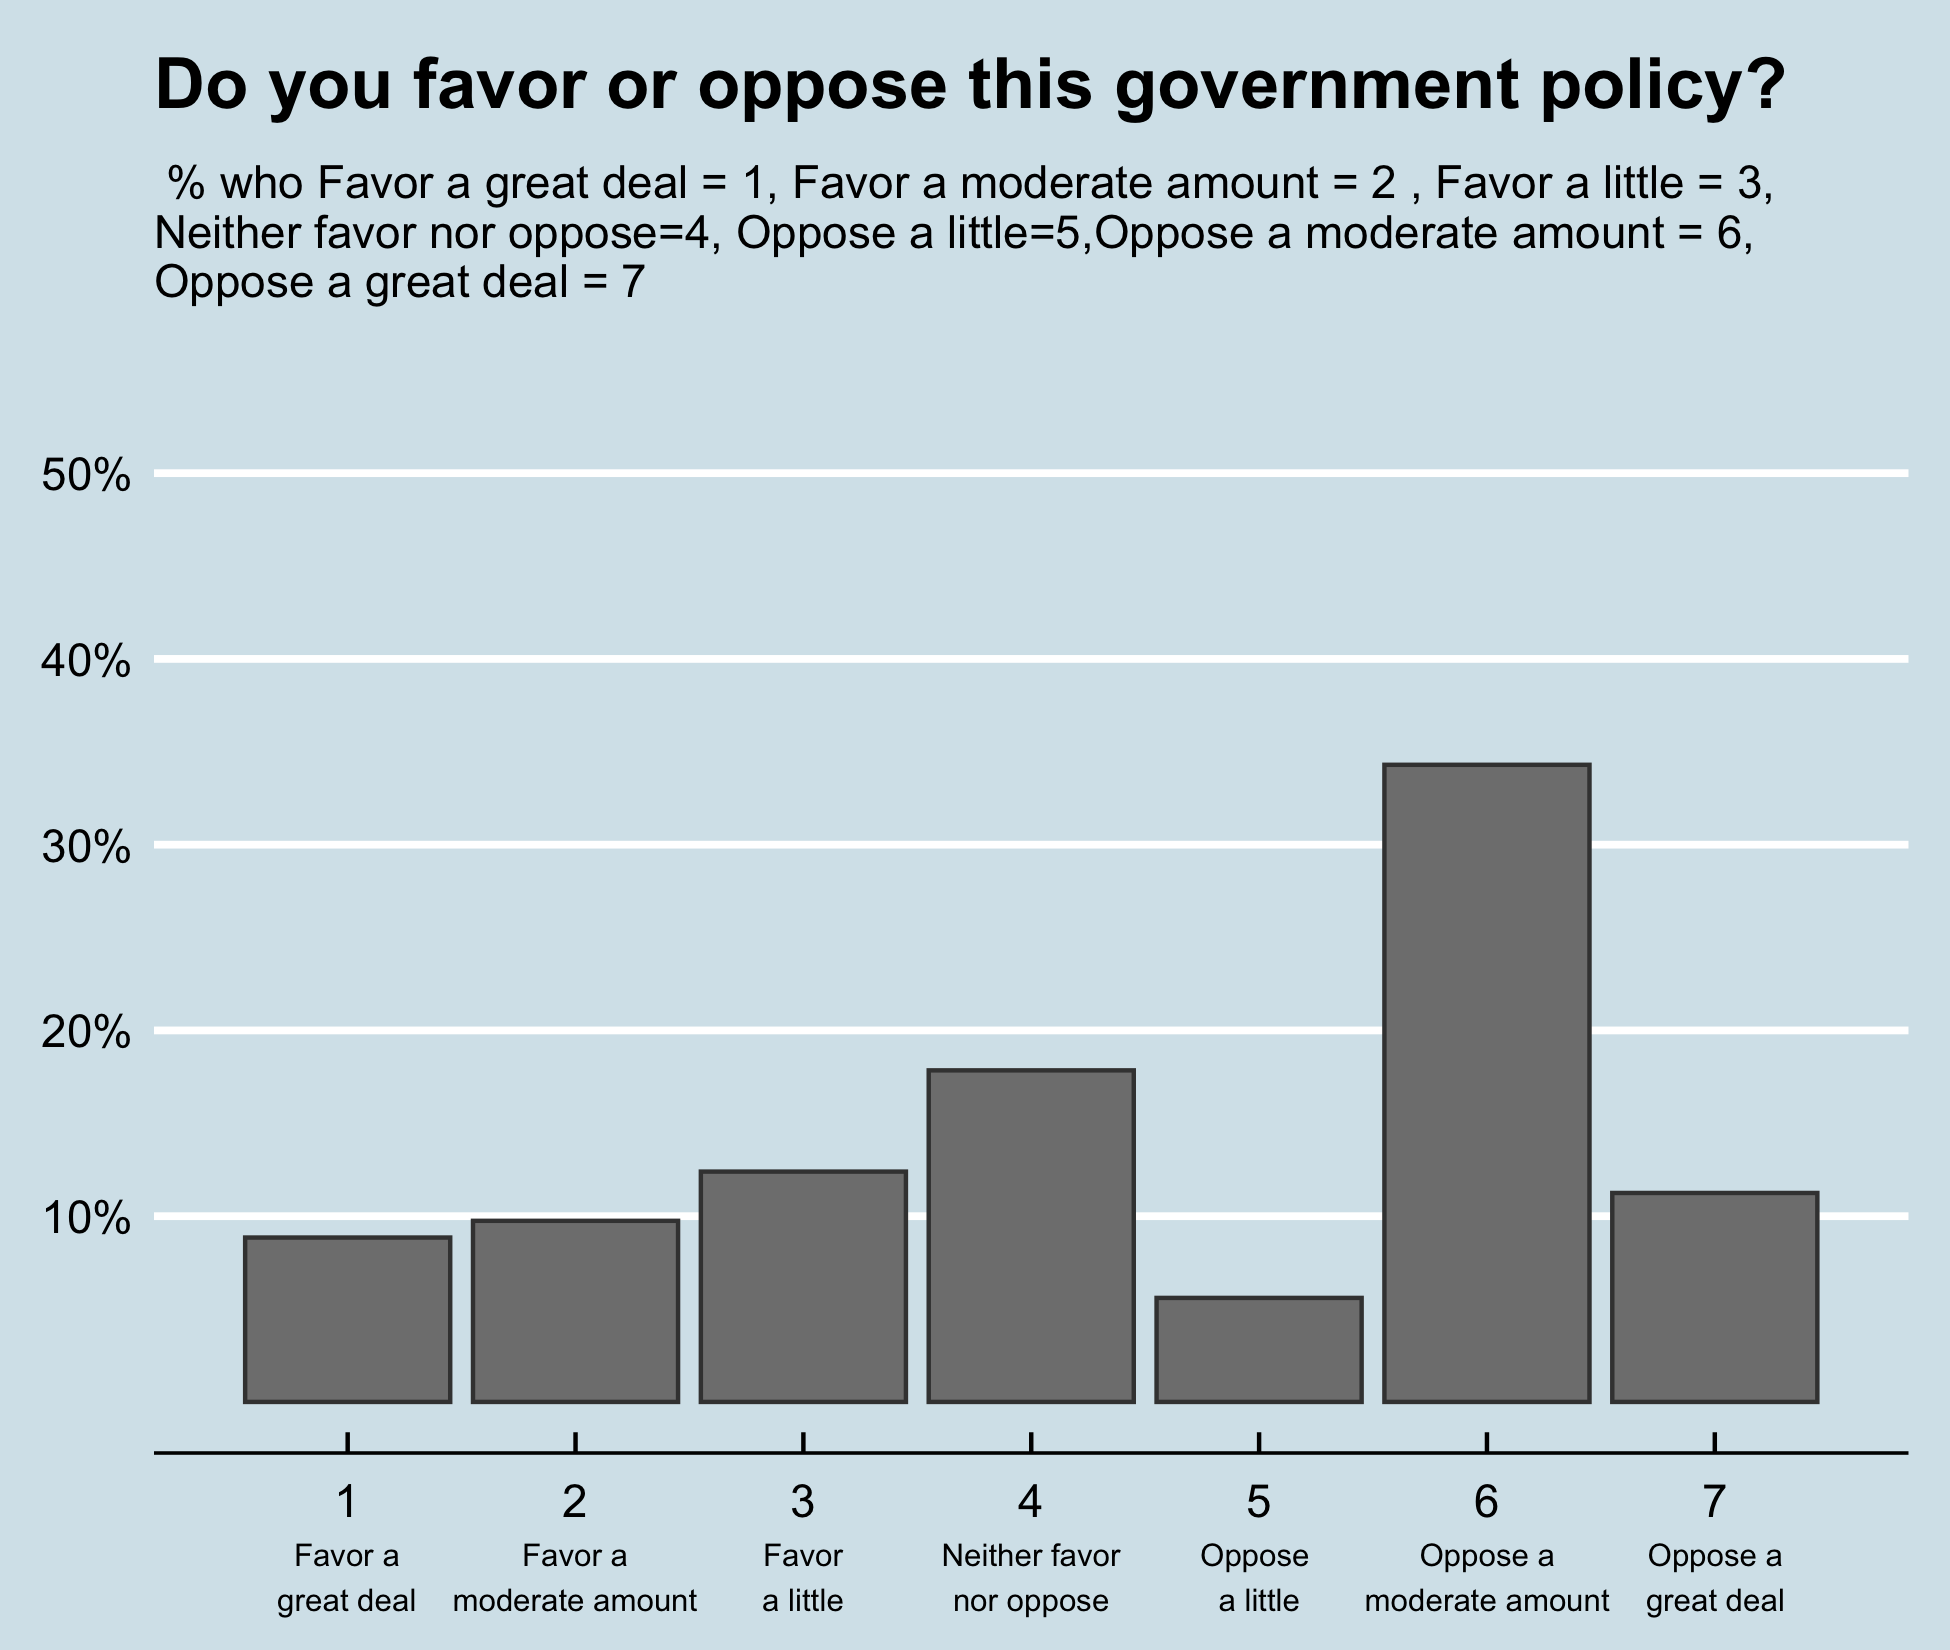 Do you favor or oppose this government policy?
% who Favor a great deal = 1, Favor a moderate amount = 2 , Favor a little = 3,
Neither favor nor oppose=4, Oppose a little=5,Oppose a moderate amount = 6,
Oppose a great deal = 7
50%
40%
30%
20%
10%
1 2 3 4 5 6 7
Favor a Favor a Favor Neither favor Oppose Oppose a Oppose a
great deal moderate amount a little nor oppose a little moderate amount great deal